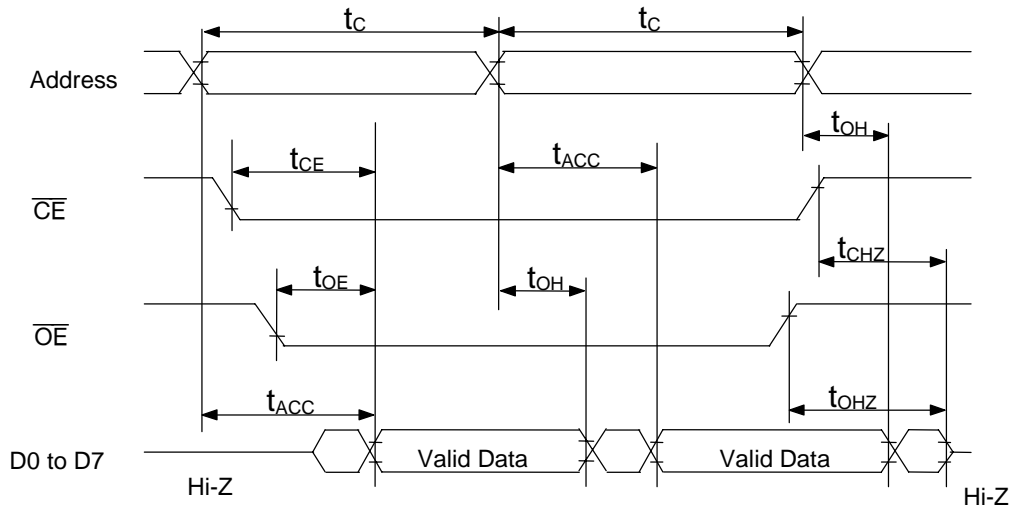 tC tC
Address
tOH
tCE tACC
CE
tCHZ
tOE tOH
OE
tACC tOHZ
D0 to D7 Valid Data Valid Data
Hi-Z Hi-Z